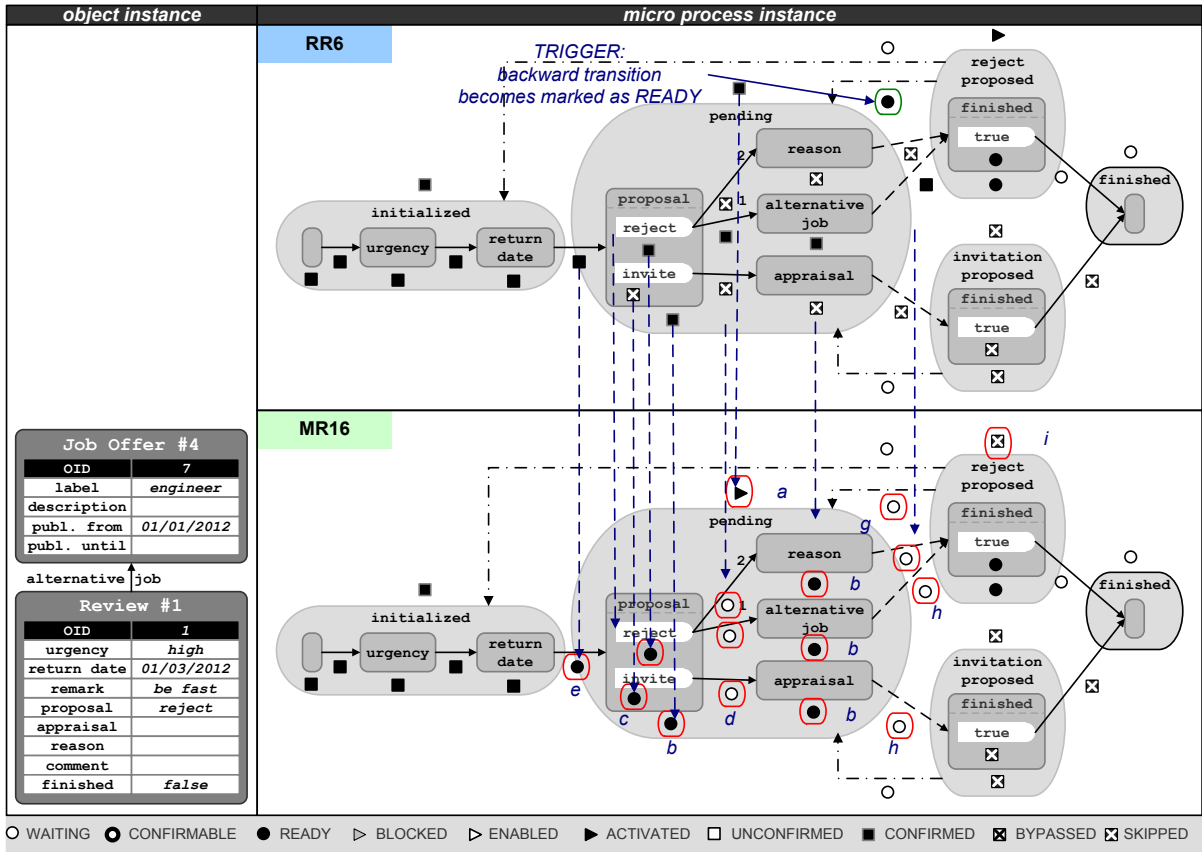 object instance
micro process instance
RR6
TRIGGER:
backward transition
becomes marked as READY
reject
proposed
finished
true
pending
reason
2
1
alternative
job
proposal
reject
invite
appraisal
initialized
urgency
return
date
finished
invitation
proposed
finished
true
MR16
i
reject
proposed
finished
true
a
pending
g
reason
2
b
h
1
alternative
job
b
proposal
reject
invite
appraisal
b
c
b
d
e
h
initialized
urgency
return
date
finished
invitation
proposed
finished
true
Job Offer #4
OID 7
label engineer
description
publ. from 01/01/2012
publ. until
alternative job
Review #1
OID 1
urgency high
return date 01/03/2012
remark be fast
proposal reject
appraisal
reason
comment
finished false
WAITING CONFIRMABLE READY BLOCKED ENABLED ACTIVATED UNCONFIRMED CONFIRMED BYPASSED SKIPPED